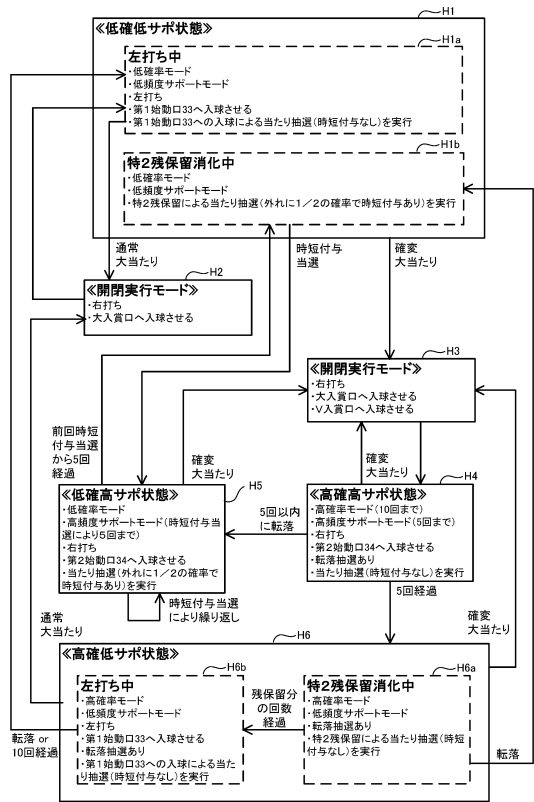 H1
≪低確低サポ状態≫
H1a
左打ち中
・低確率モード
・低頻度サポートモード
・左打ち
・第1始動口33へ入球させる
・第1始動口33への入球による当たり抽選(時短付与なし)を実行
H1b
特2残保留消化中
・低確率モード
・低頻度サポートモード
・特2残保留による当たり抽選(外れに1/2の確率で時短付与あり)を実行
通常
大当たり
時短付与
当選
確変
大当たり
H2
≪開閉実行モード≫
・右打ち
・大入賞口へ入球させる
H3
≪開閉実行モード≫
・右打ち
・大入賞口へ入球させる
・V入賞口へ入球させる
前回時短
付与当選
から5回
経過
確変
大当たり
確変
大当たり
H5
≪低確高サポ状態≫
・低確率モード
・高頻度サポートモード(時短付与当
選により5回まで)
・右打ち
・第2始動口34へ入球させる
・当たり抽選(外れに1/2の確率で
時短付与あり)を実行
5回以内
に転落
H4
≪高確高サポ状態≫
・高確率モード(10回まで)
・高頻度サポートモード(5回まで)
・右打ち
・第2始動口34へ入球させる
・転落抽選あり
・当たり抽選(時短付与なし)を実行
時短付与当選
により繰り返し
5回経過
通常
大当たり
確変
大当たり
H6
≪高確低サポ状態≫
H6b
左打ち中
・高確率モード
・低頻度サポートモード
・左打ち
・第1始動口33へ入球させる
・転落抽選あり
・第1始動口33への入球による当た
り抽選(時短付与なし)を実行
残保留分
の回数
経過
H6a
特2残保留消化中
・高確率モード
・低頻度サポートモード
・転落抽選あり
・特2残保留による当たり抽選(時短
付与なし)を実行
転落 or
10回経過
転落